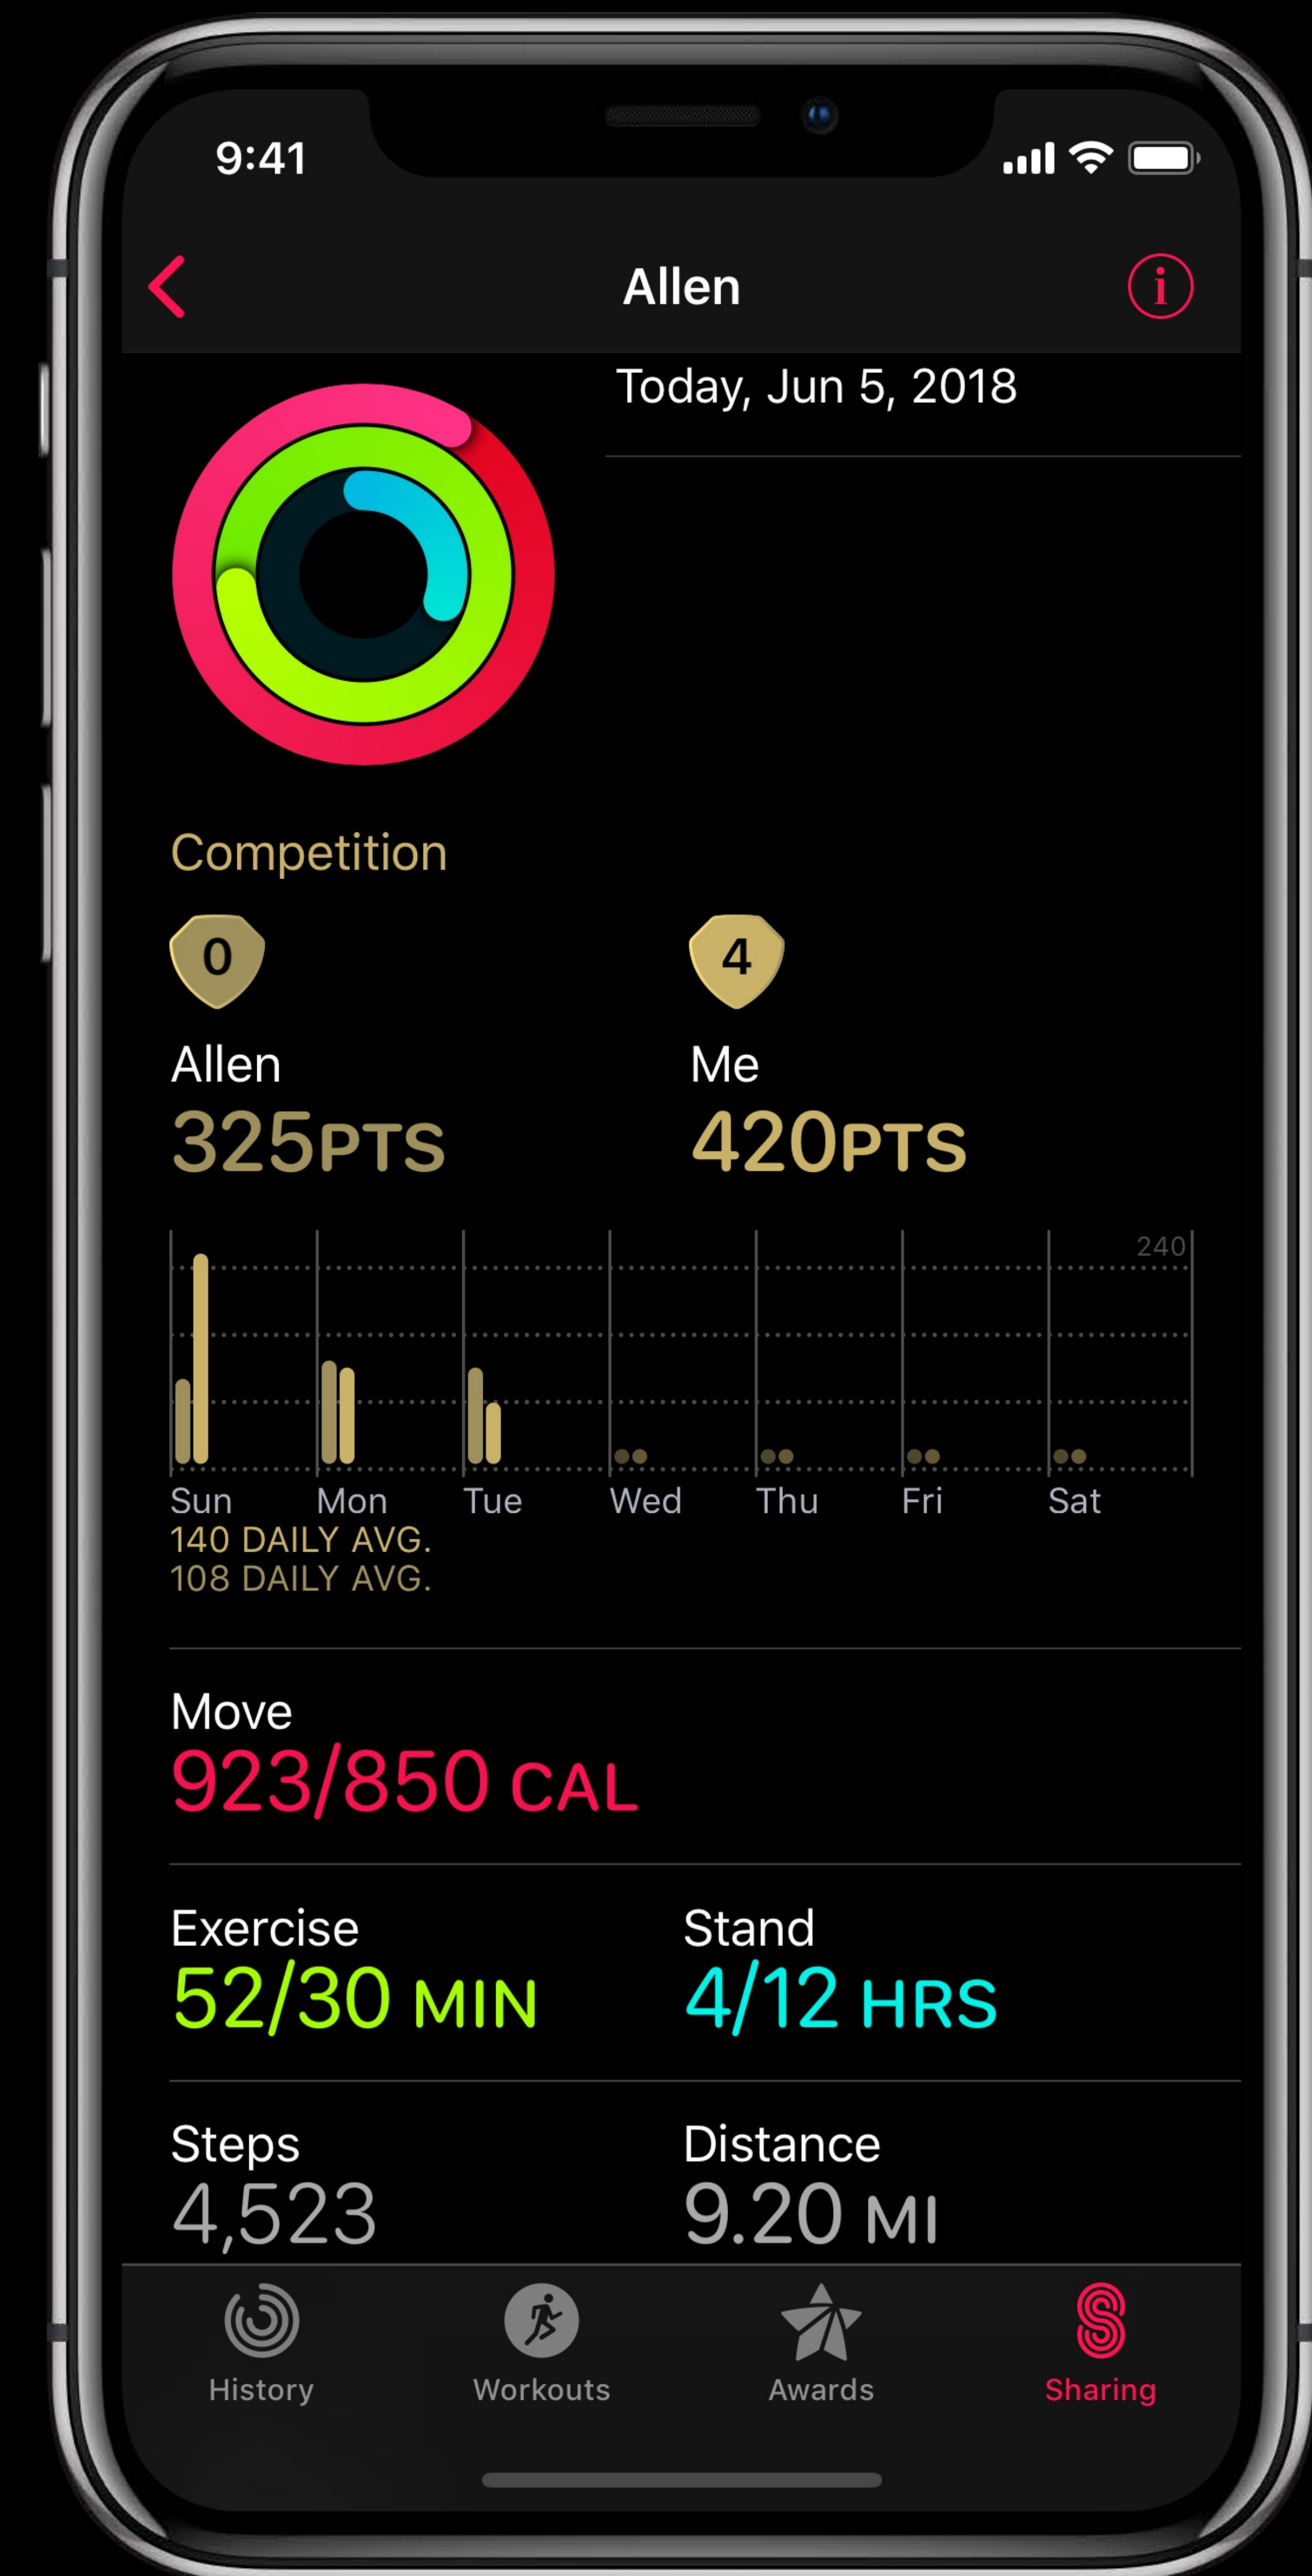 9:41
Allen
i
Today, Jun 5, 2018
Competition
0
4
Allen
Me
325PTS
420PTS
240
Sun Mon Tue Wed Thu Fri Sat
140 DAILY AVG.
108 DAILY AVG.
Move
923/850 CAL
Exercise
Stand
52/30 MIN
4/12 HRS
Steps
Distance
4,523
9.20 MI
History Workouts Awards Sharing